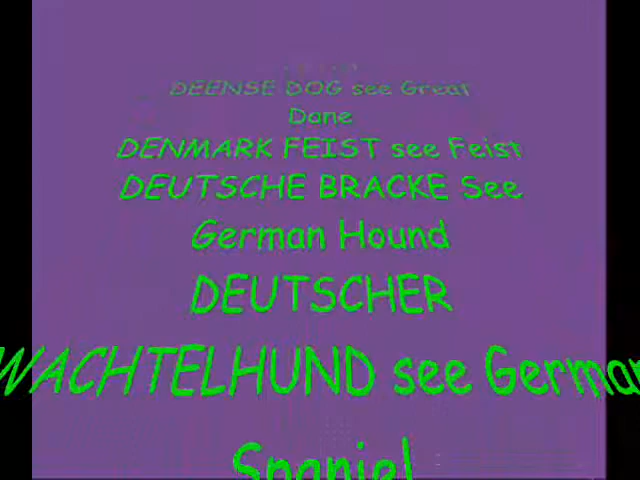 DEENSE DOG see Great
Dane
DENMARK FEIST see Feist
DEUTSCHE BRACKE See
German Hound
DEUTSCHER
WACHTELHUND see German
Spaniel